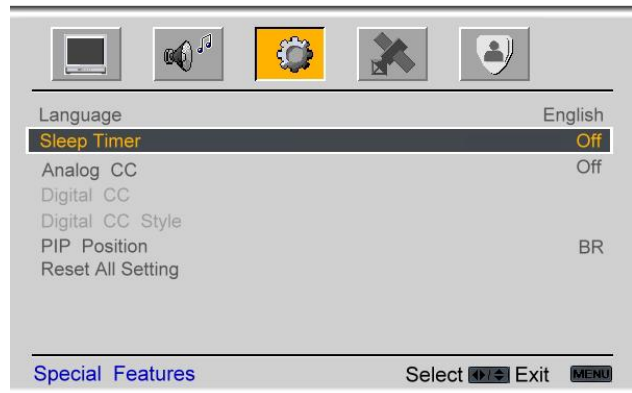 Language English
Sleep Timer Off
Analog CC Off
Digital CC
Digital CC Style
PIP Position BR
Reset All Setting
Special Features Select Exit MENU